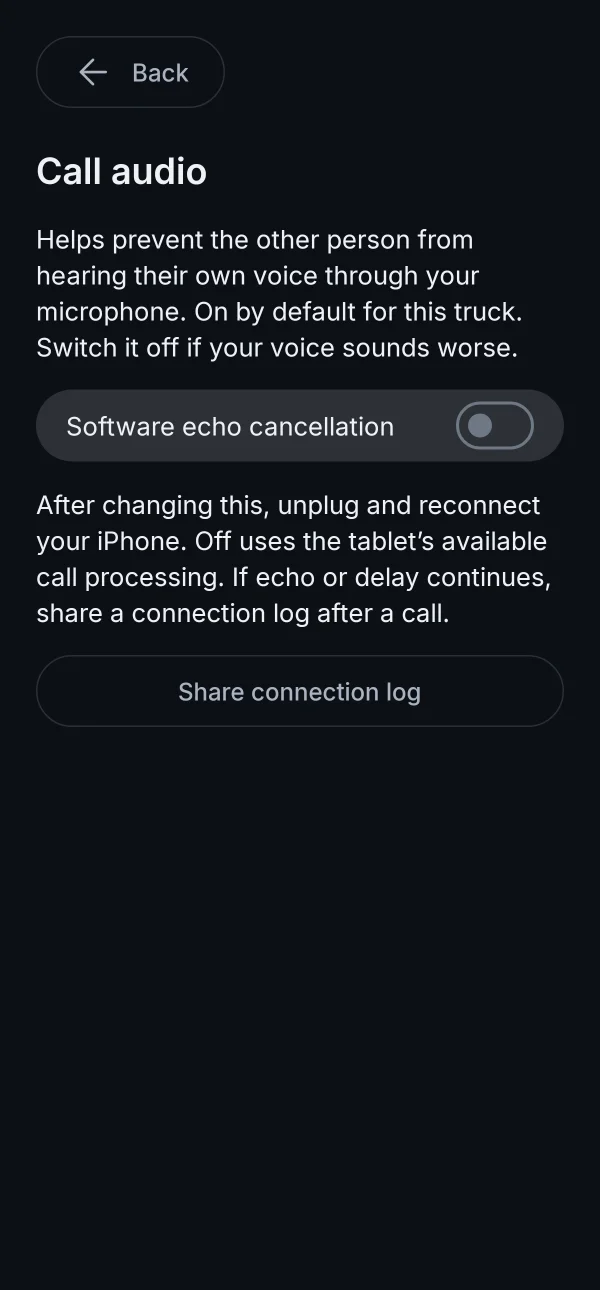 Back
Call audio
Helps prevent the other person from
hearing their own voice through your
microphone. On by default for this truck.
Switch it off if your voice sounds worse.
Software echo cancellation
After changing this, unplug and reconnect
your iPhone. Off uses the tablet’s available
call processing. If echo or delay continues,
share a connection log after a call.
Share connection log